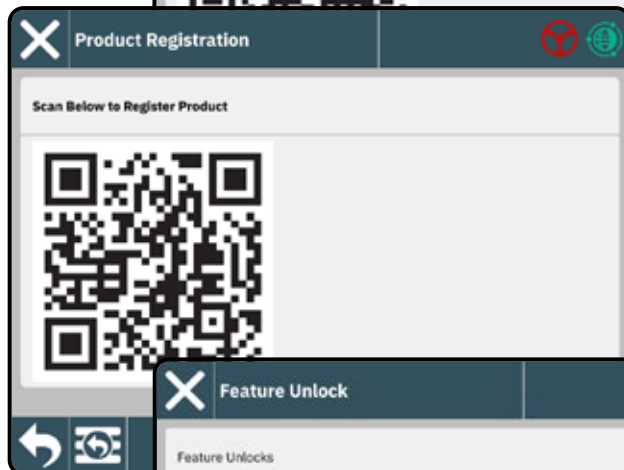 Product Registration
Scan Below to Register Product
Feature Unlock
Feature Unlocks